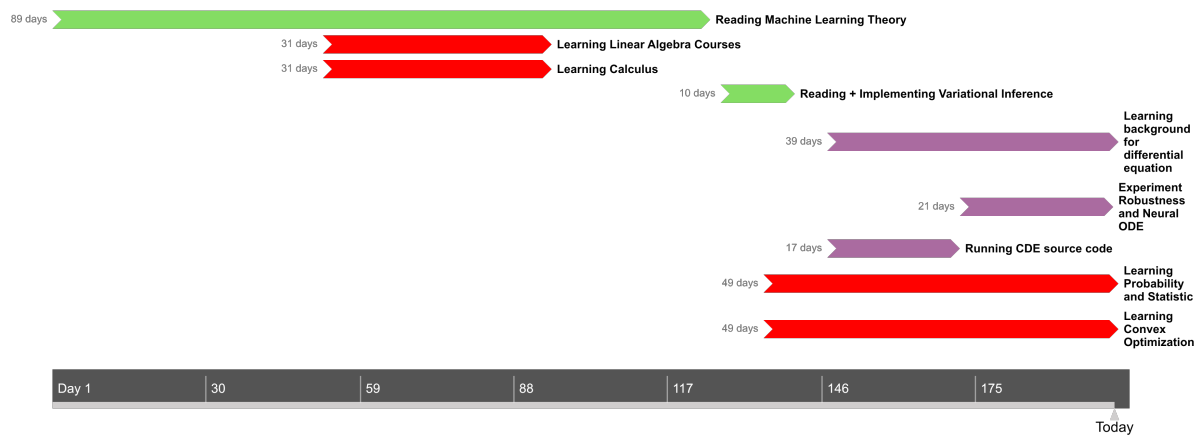 89 days Reading Machine Learning Theory
31 days Learning Linear Algebra Courses
31 days Learning Calculus
10 days Reading + Implementing Variational Inference
39 days
Learning
background
for
differential
equation
21 days
Experiment
Robustness
and Neural
ODE
17 days Running CDE source code
49 days
Learning
Probability
and Statistic
49 days
Learning
Convex
Optimization
Day 1 30 59 88 117 146 175
Today